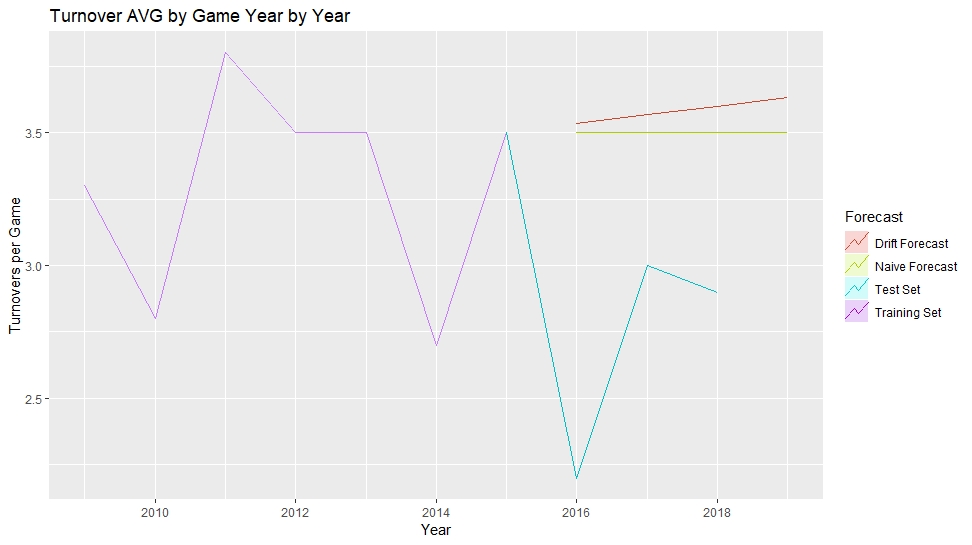 Turnover AVG by Game Year by Year
Turnovers per Game
3.5
3.0
2.5
2010
2012
2014
2016
2018
Year
Forecast
Drift Forecast
Naive Forecast
Test Set
Training Set